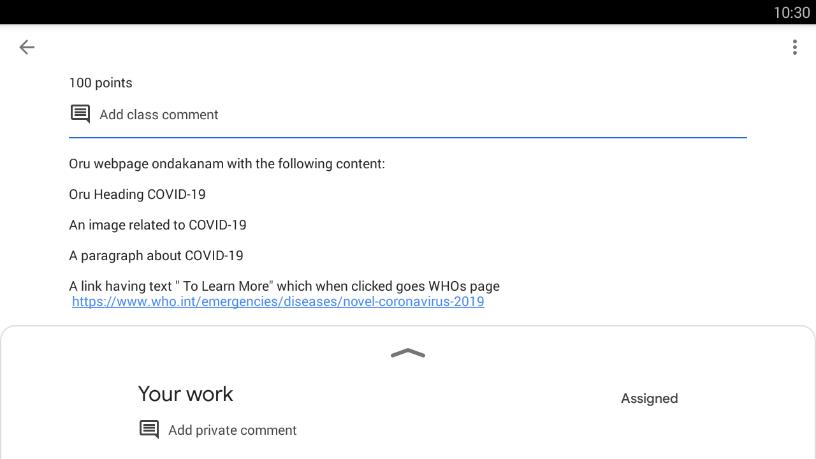 10:30
100 points
Add class comment
Oru webpage ondakanam with the following content:
Oru Heading COVID-19
An image related to COVID-19
A paragraph about COVID-19
A link having text " To Learn More" which when clicked goes WHOs page
https://www.who.int/emergencies/diseases/novel-coronavirus-2019
Your work
Assigned
Add private comment